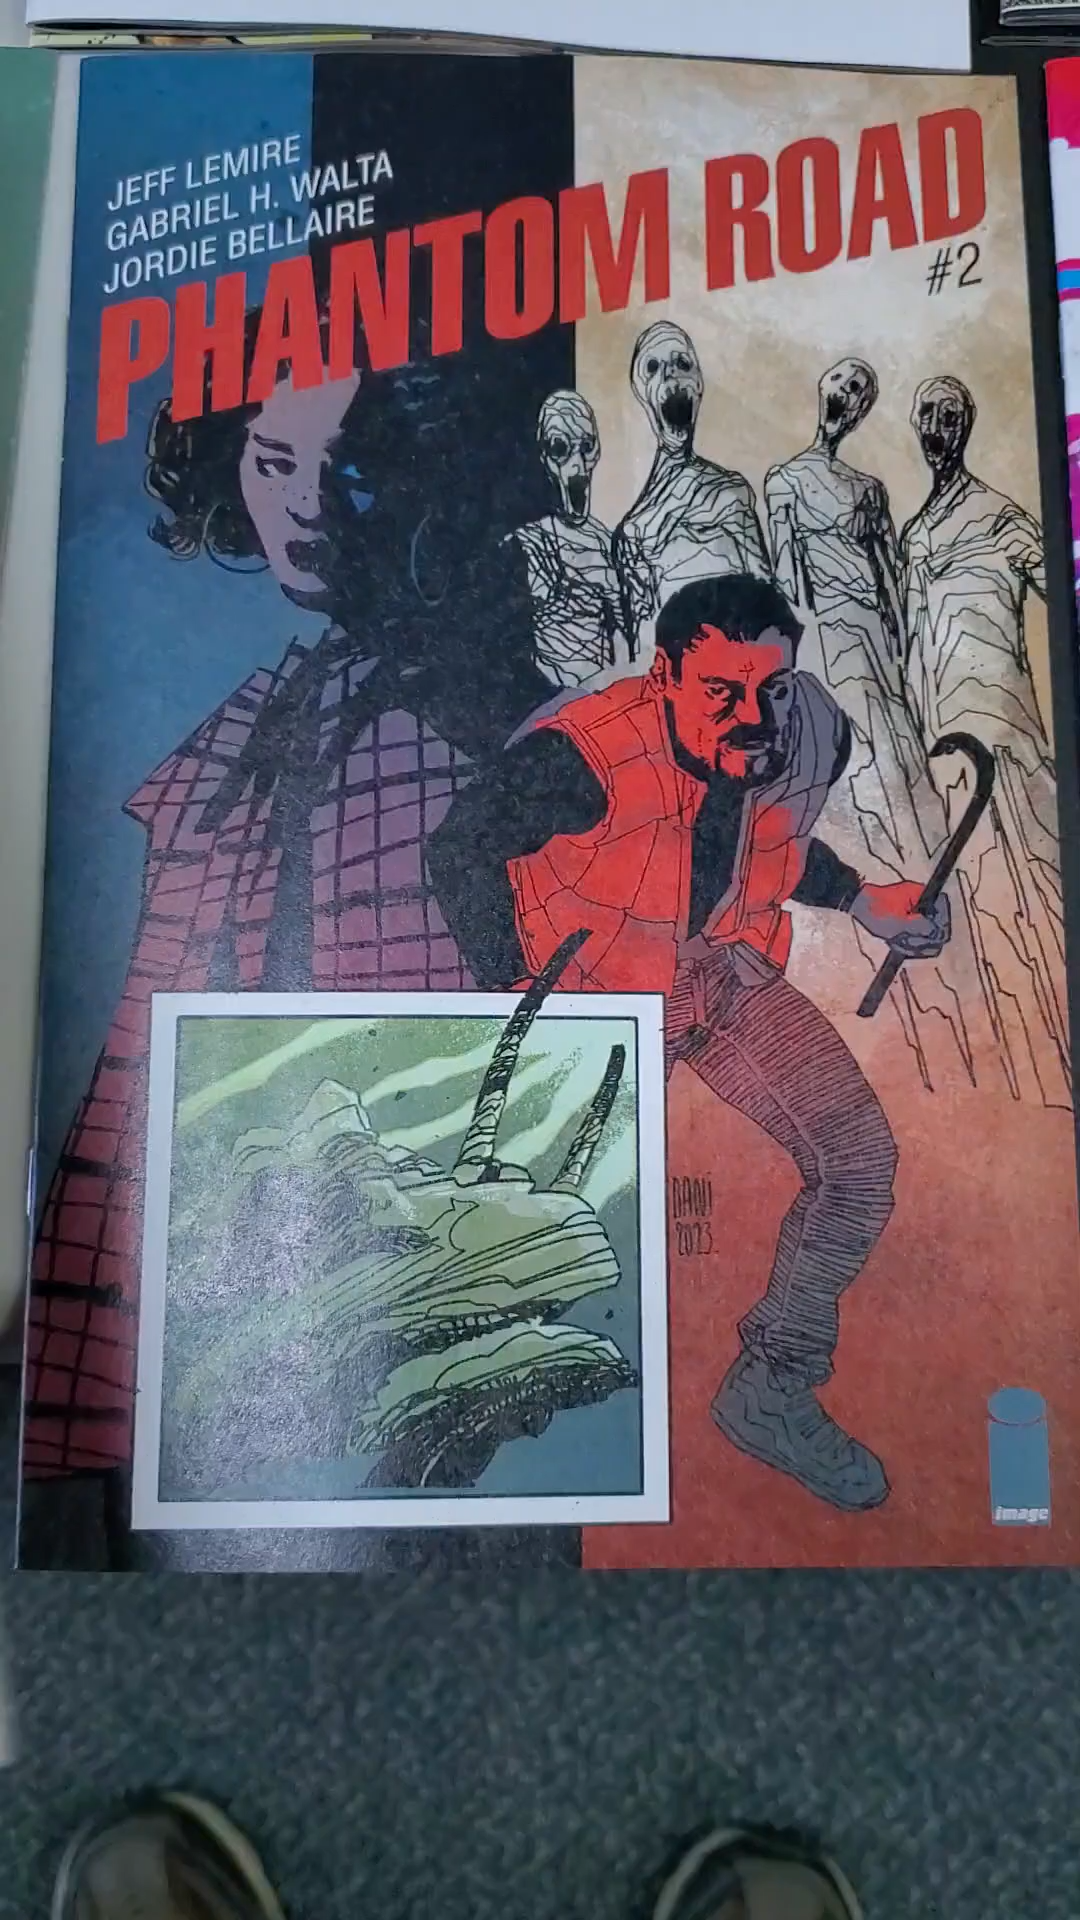 JEFF LEMIRE
GABRIEL H. WALTA
JORDIE BELLAIRE
PHANTOM ROAD
#2
DANI
2023
image